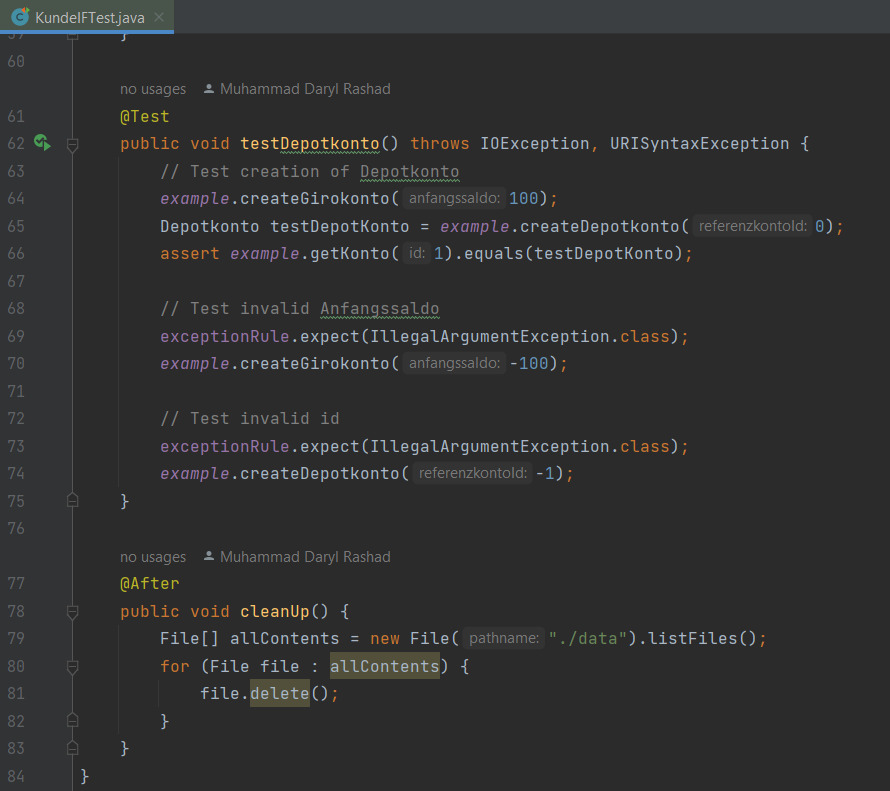 KundeIFTest.java
59 }
60
no usages Muhammad Daryl Rashad
61 @Test
62 public void testDepotkonto() throws IOException, URISyntaxException {
63 // Test creation of Depotkonto
64 example.createGirokonto( anfangssaldo: 100);
65 Depotkonto testDepotKonto = example.createDepotkonto( referenzkontoId: 0);
66 assert example.getKonto( id: 1).equals(testDepotKonto);
67
68 // Test invalid Anfangssaldo
69 exceptionRule.expect(IllegalArgumentException.class);
70 example.createGirokonto( anfangssaldo: -100);
71
72 // Test invalid id
73 exceptionRule.expect(IllegalArgumentException.class);
74 example.createDepotkonto( referenzkontoId: -1);
75 }
76
no usages Muhammad Daryl Rashad
77 @After
78 public void cleanUp() {
79 File[] allContents = new File( pathname: "./data").listFiles();
80 for (File file : allContents) {
81 file.delete();
82 }
83 }
84 }